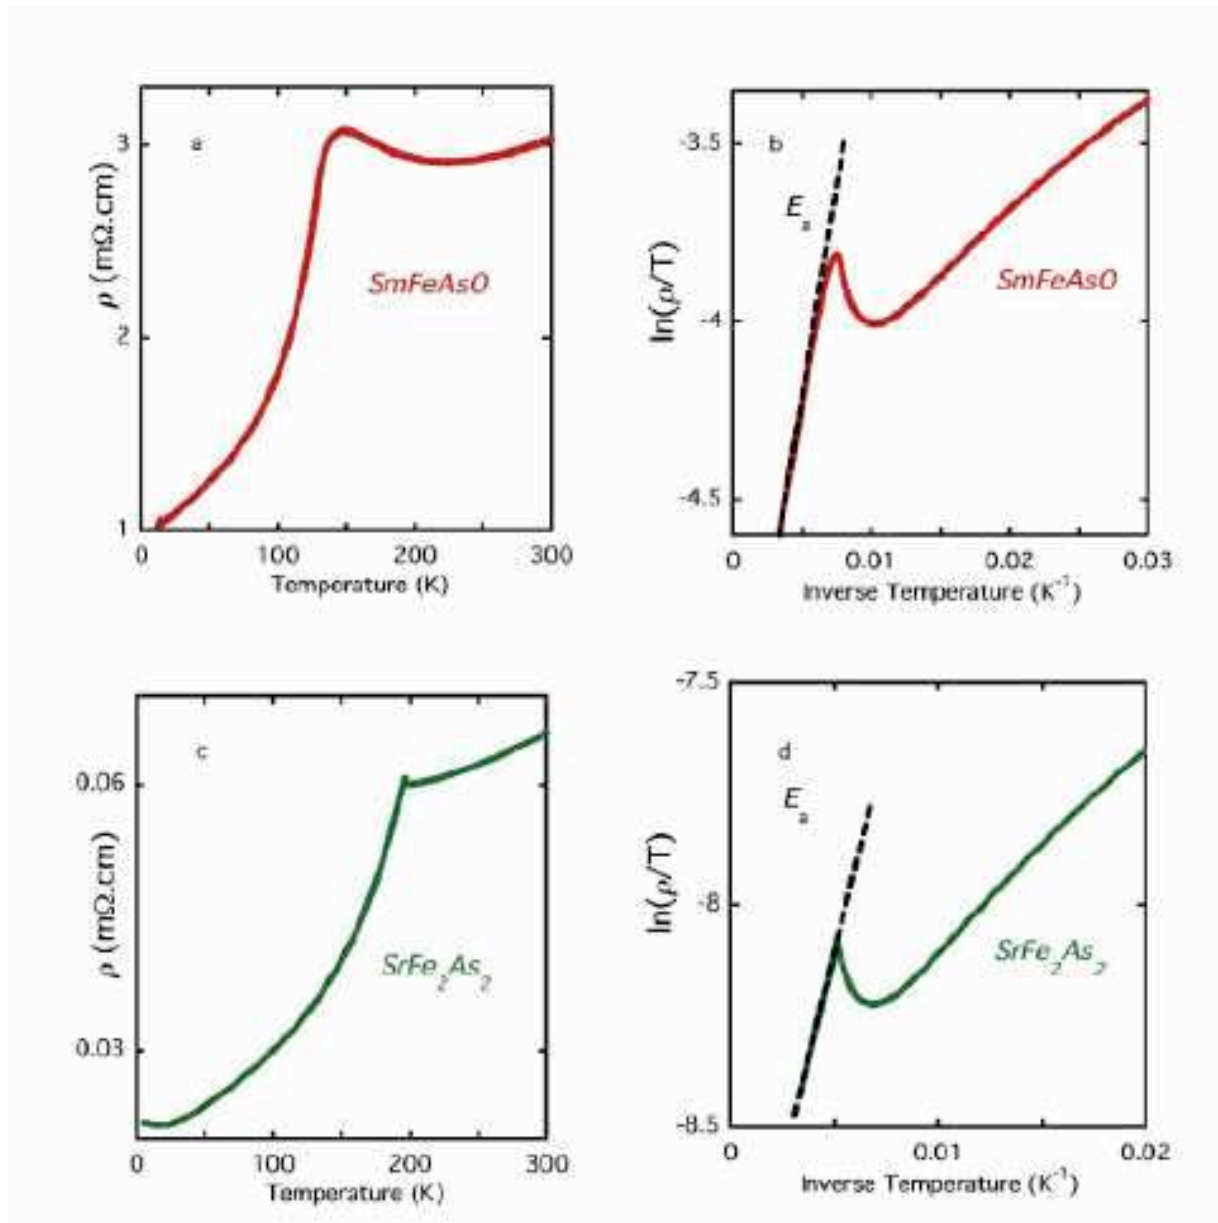 a
3
2
1
ρ (mΩ.cm)
SmFeAsO
0 100 200 300
Temperature (K)
b
-3.5
-4
-4.5
ln(ρ/T)
E
SmFeAsO
0 0.01 0.02 0.03
Inverse Temperature (K⁻¹)
c
0.06
0.03
ρ (mΩ.cm)
SrFe₂As₂
0 100 200 300
Temperature (K)
d
-7.5
-8
-8.5
ln(ρ/T)
E
SrFe₂As₂
0 0.01 0.02
Inverse Temperature (K⁻¹)